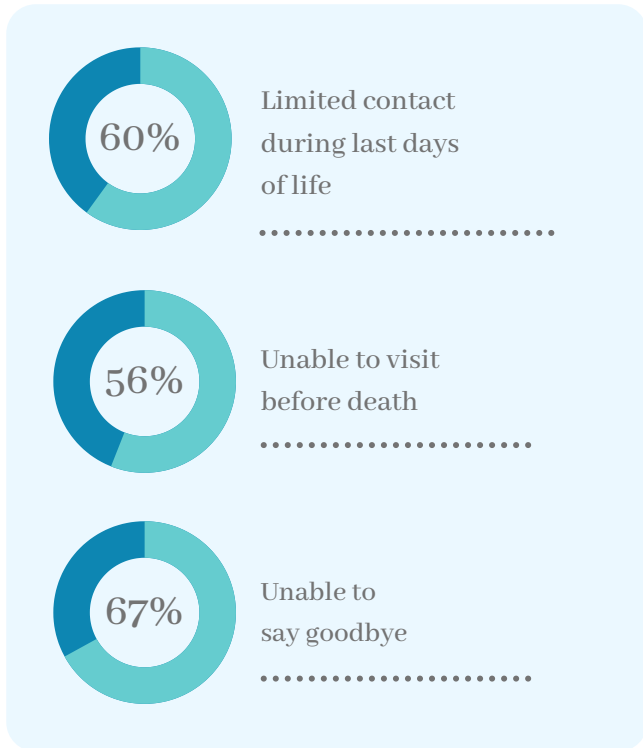 60%
Limited contact
during last days
of life
56%
Unable to visit
before death
67%
Unable to
say goodbye